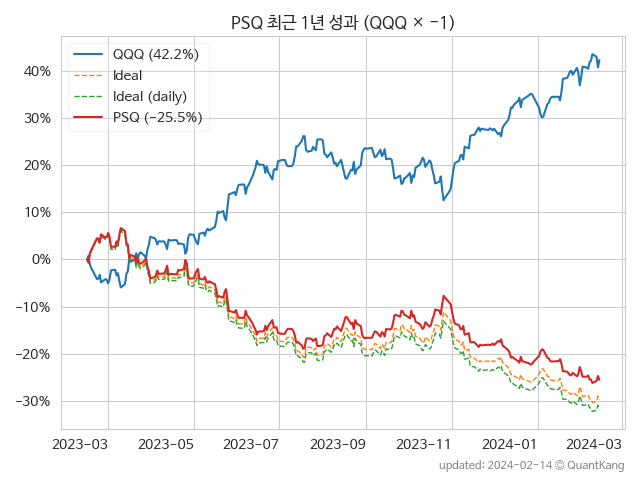 PSQ 최근 1년 성과 (QQQ × −1)
QQQ (42.2%)
Ideal
Ideal (daily)
PSQ (−25.5%)
40%
30%
20%
10%
0%
−10%
−20%
−30%
2023-03 2023-05 2023-07 2023-09 2023-11 2024-01 2024-03
updated: 2024-02-14 © QuantKang